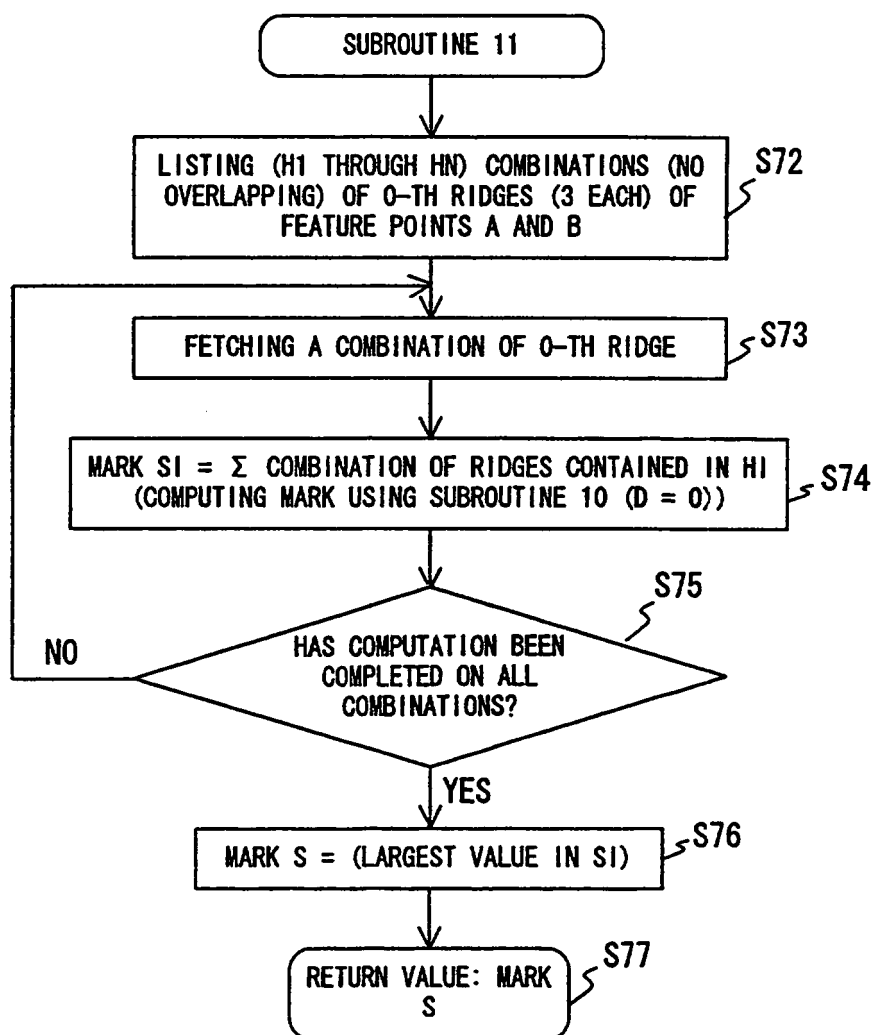 SUBROUTINE 11
LISTING (H1 THROUGH HN) COMBINATIONS (NO
OVERLAPPING) OF 0-TH RIDGES (3 EACH) OF
FEATURE POINTS A AND B
S72
FETCHING A COMBINATION OF 0-TH RIDGE
S73
MARK SI = Σ COMBINATION OF RIDGES CONTAINED IN HI
(COMPUTING MARK USING SUBROUTINE 10 (D = 0))
S74
S75
HAS COMPUTATION BEEN
COMPLETED ON ALL
COMBINATIONS?
NO
YES
MARK S = (LARGEST VALUE IN SI)
S76
RETURN VALUE: MARK
S
S77